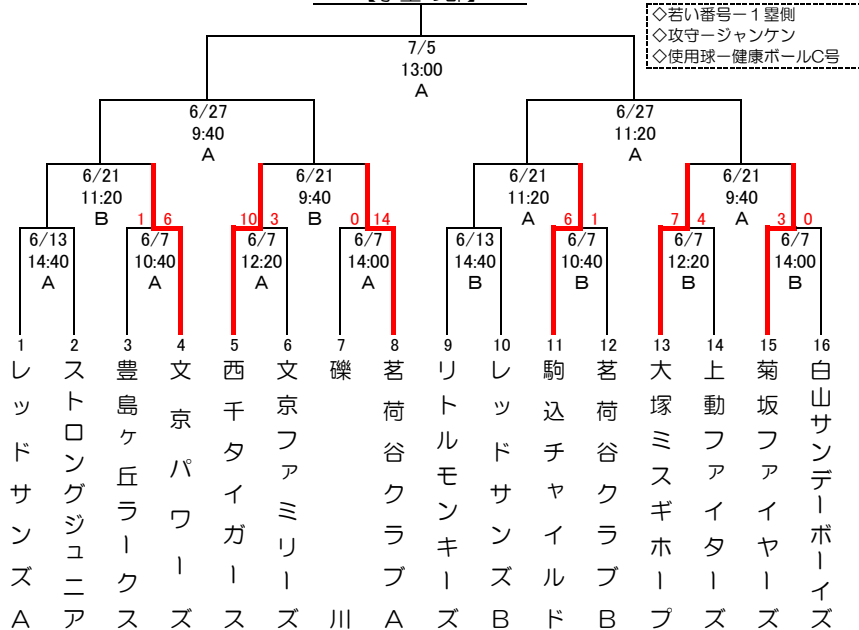 ◇若い番号－１塁側
◇攻守－ジャンケン
◇使用球－健康ボールC号
7/5
13:00
A
6/27
9:40
A
6/27
11:20
A
6/21
11:20
B
6/21
9:40
B
6/21
11:20
A
6/21
9:40
A
1 6
10 3
0 14
6 1
7 4
3 0
6/13
14:40
A
6/7
10:40
A
6/7
12:20
A
6/7
14:00
A
6/13
14:40
B
6/7
10:40
B
6/7
12:20
B
6/7
14:00
B
1 レッドサンズA
2 ストロングジュニア
3 豊島ヶ丘ラークス
4 文京パワーズ
5 西千タイガース
6 文京ファミリーズ
7 礫川
8 茗荷谷クラブA
9 リトルモンキーズ
10 レッドサンズB
11 駒込チャイルド
12 茗荷谷クラブB
13 大塚ミスギホープ
14 上動ファイターズ
15 菊坂ファイヤーズ
16 白山サンデーボーイズ